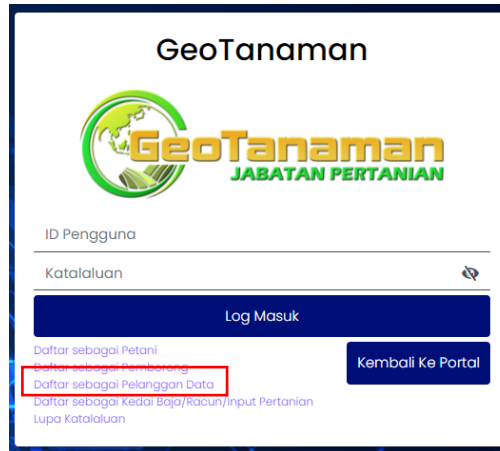 GeoTanaman
GeoTanaman
JABATAN PERTANIAN
ID Pengguna
Katalaluan
Log Masuk
Daftar sebagai Petani
Daftar sebagai Pemborong
Daftar sebagai Pelanggan Data
Daftar sebagai Kedai Baja/Racun/Input Pertanian
Lupa Katalaluan
Kembali Ke Portal